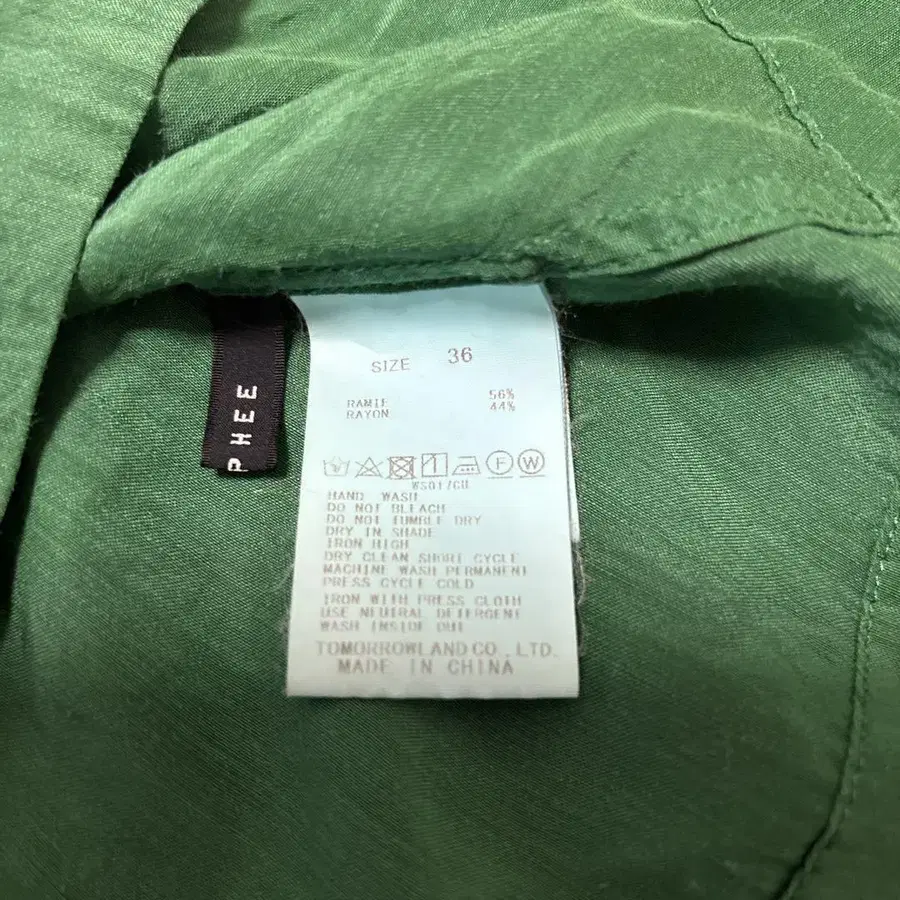 PHEE
SIZE 36
RAMIE 56%
RAYON 44%
F W
WS017CU
HAND WASH
DO NOT BLEACH
DO NOT TUMBLE DRY
DRY IN SHADE
IRON HIGH
DRY CLEAN SHORT CYCLE
MACHINE WASH PERMANENT
PRESS CYCLE COLD
IRON WITH PRESS CLOTH
USE NEUTRAL DETERGENT
WASH INSIDE OUT
TOMORROWLAND CO., LTD.
MADE IN CHINA